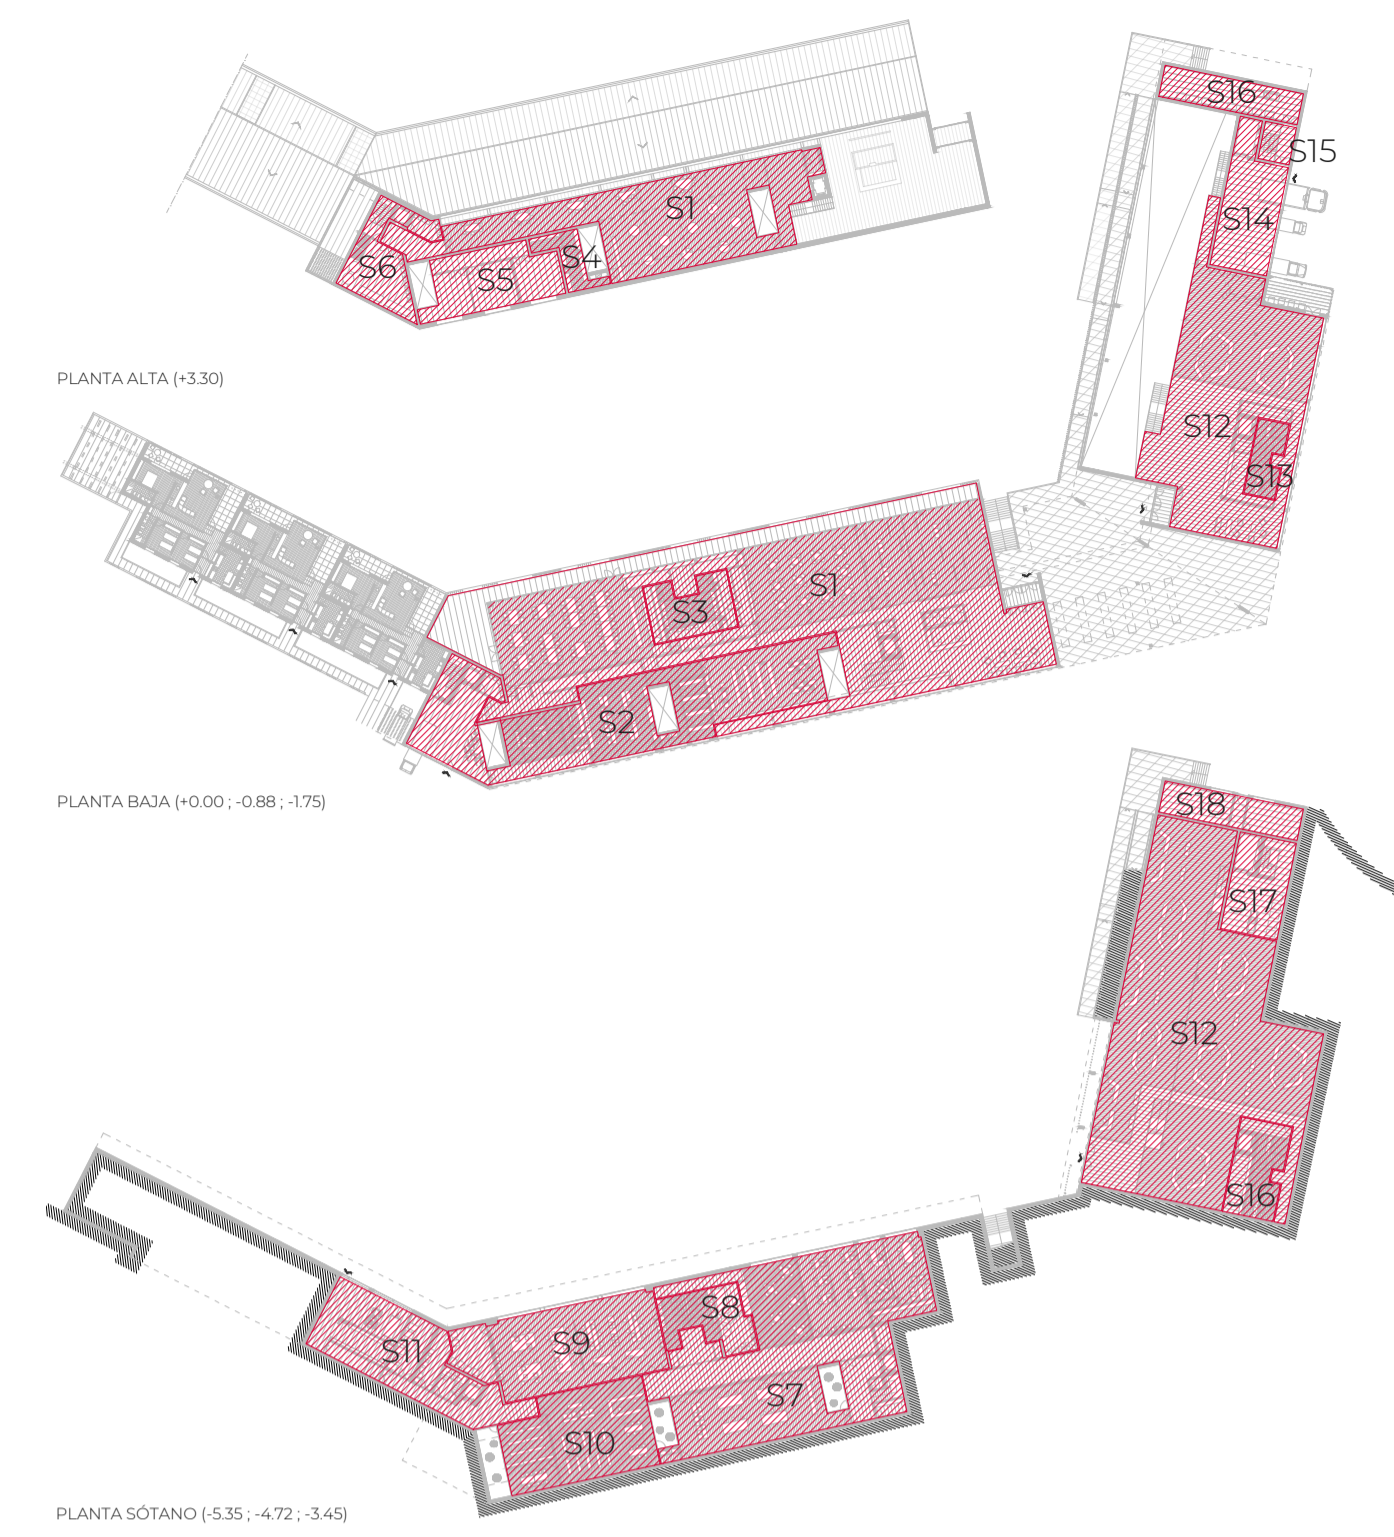 S16
S15
S1
S14
S6
S5
S4
PLANTA ALTA (+3.30)
S12
S13
S1
S3
S2
PLANTA BAJA (+0.00 ; -0.88 ; -1.75)
S18
S17
S12
S16
S8
S9
S11
S7
S10
PLANTA SÓTANO (-5.35 ; -4.72 ; -3.45)